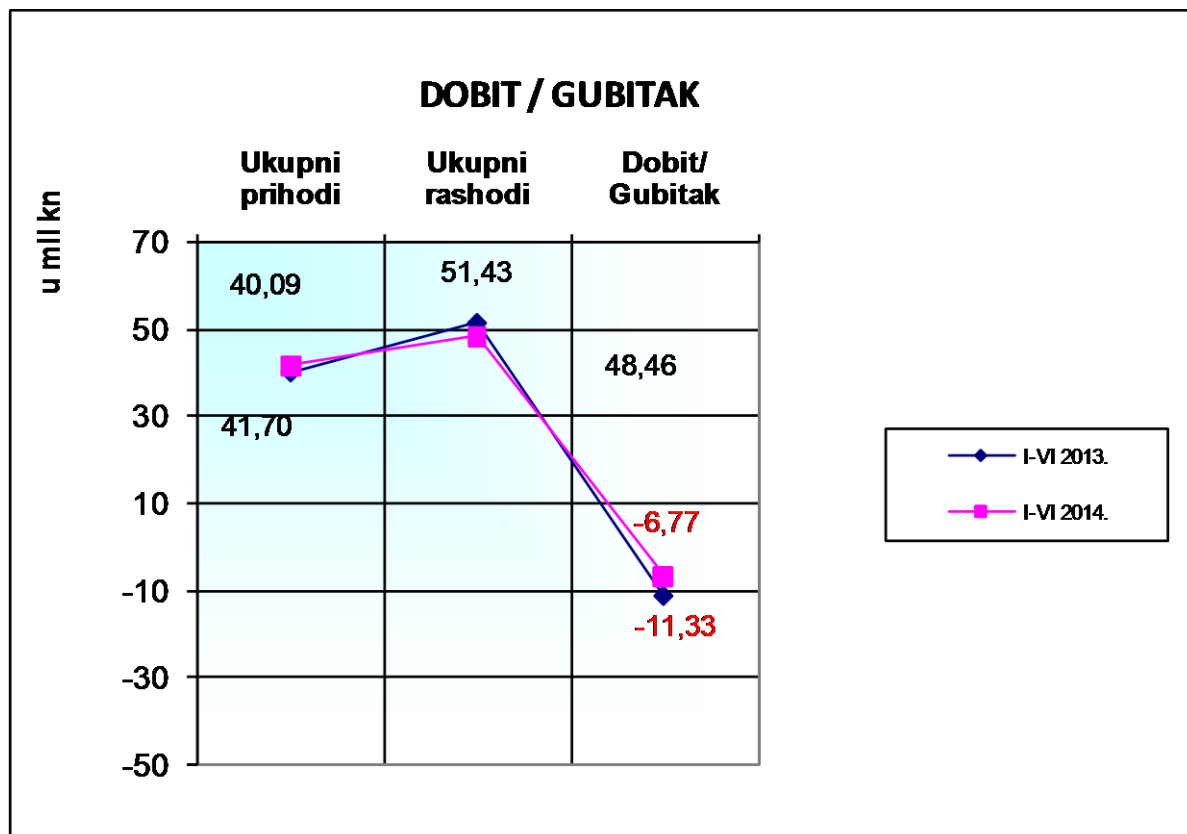 DOBIT / GUBITAK
u mil kn
Ukupni
prihodi
Ukupni
rashodi
Dobit/
Gubitak
70
50
30
10
-10
-30
-50
40,09
51,43
48,46
41,70
-6,77
-11,33
I-VI 2013.
I-VI 2014.